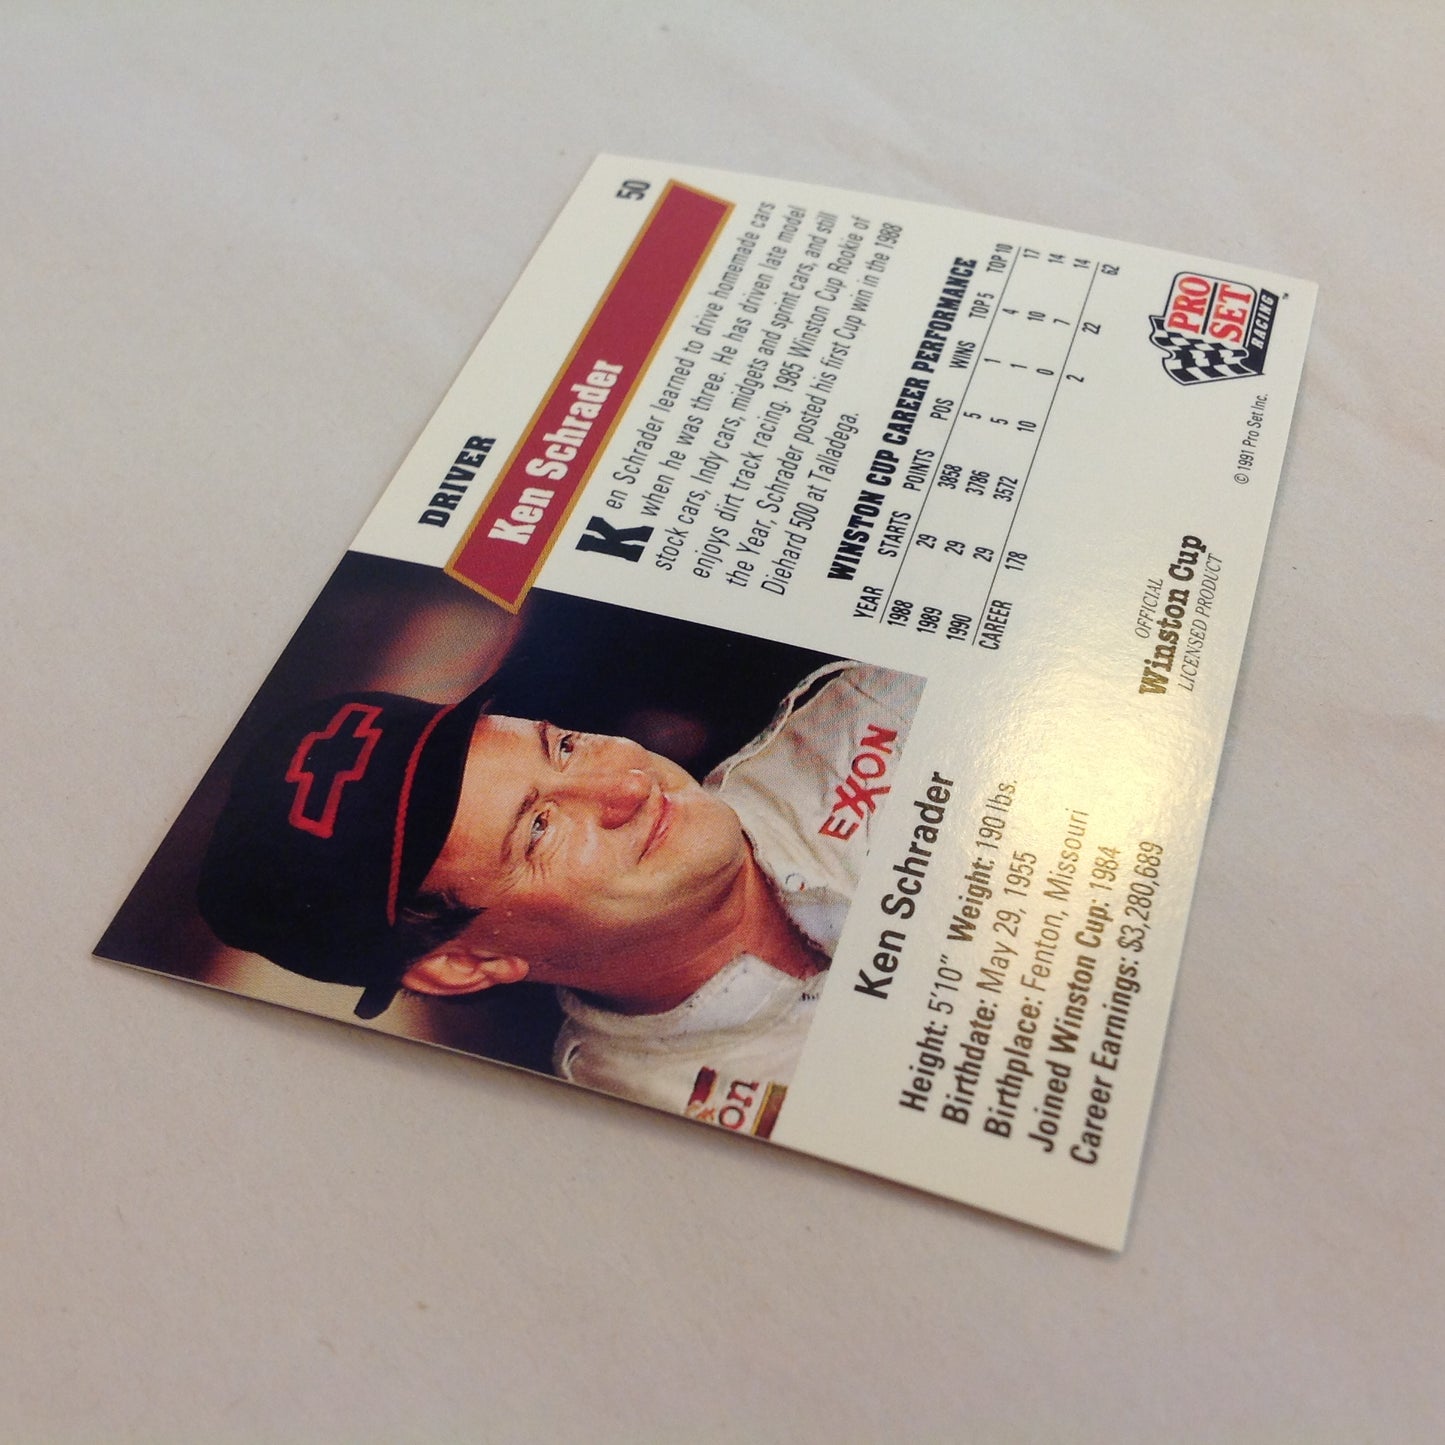 DRIVER
50
Ken Schrader
Ken Schrader learned to drive homemade cars
when he was three. He has driven late model
stock cars, Indy cars, midgets and sprint cars, and still
enjoys dirt track racing. 1985 Winston Cup Rookie of
the Year, Schrader posted his first Cup win in the 1988
Diehard 500 at Talladega.
WINSTON CUP CAREER PERFORMANCE
YEAR STARTS POINTS POS WINS TOP 5 TOP 10
1988 29 3858 5 1 4 17
1989 29 3786 5 1 10 14
1990 29 3572 10 0 7 14
CAREER 178 2 22 62
EXXON
Ken Schrader
Height: 5'10" Weight: 190 lbs.
Birthdate: May 29, 1955
Birthplace: Fenton, Missouri
Joined Winston Cup: 1984
Career Earnings: $3,280,689
OFFICIAL
Winston Cup
LICENSED PRODUCT
© 1991 Pro Set Inc.
PRO
SET
RACING
TM